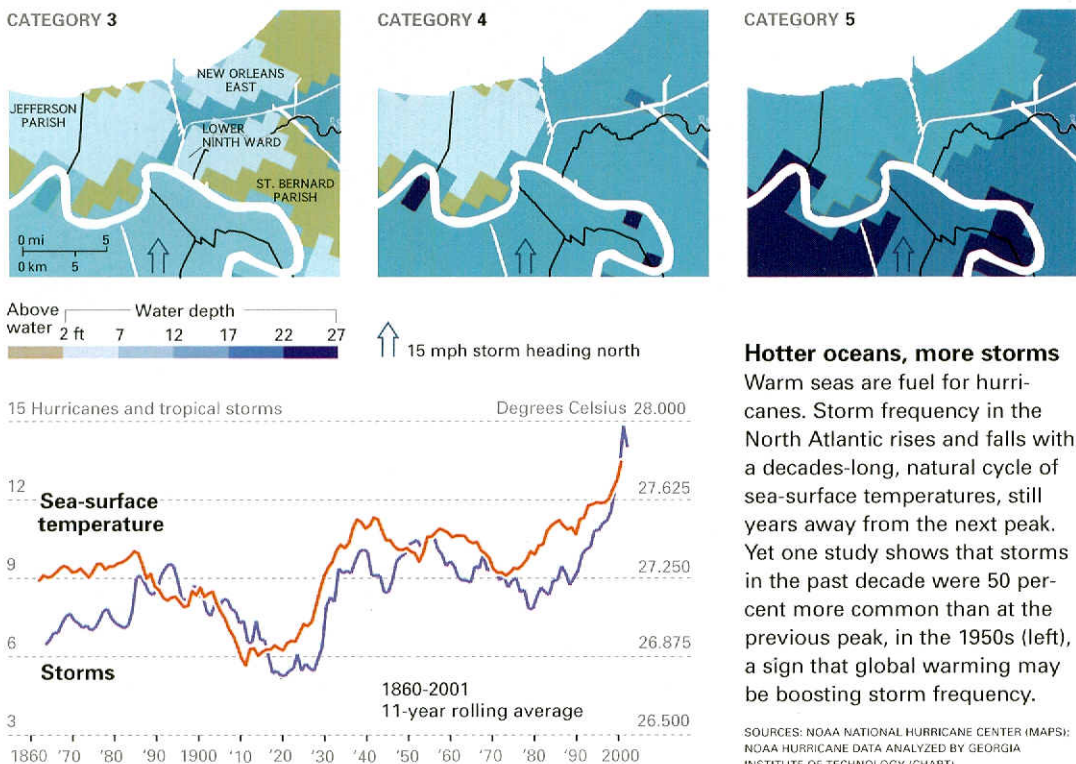 CATEGORY 3
NEW ORLEANS
EAST
JEFFERSON
PARISH
LOWER
NINTH WARD
ST. BERNARD
PARISH
0 mi 5
0 km 5
CATEGORY 4
CATEGORY 5
Above
water
Water depth
2 ft 7 12 17 22 27
15 mph storm heading north
15 Hurricanes and tropical storms
Degrees Celsius 28.000
12
27.625
Sea-surface
temperature
9
27.250
6
26.875
Storms
1860-2001
11-year rolling average
3
26.500
1860 '70 '80 '90 1900 '10 '20 '30 '40 '50 '60 '70 '80 '90 2000
Hotter oceans, more storms
Warm seas are fuel for hurri-
canes. Storm frequency in the
North Atlantic rises and falls with
a decades-long, natural cycle of
sea-surface temperatures, still
years away from the next peak.
Yet one study shows that storms
in the past decade were 50 per-
cent more common than at the
previous peak, in the 1950s (left),
a sign that global warming may
be boosting storm frequency.
SOURCES: NOAA NATIONAL HURRICANE CENTER (MAPS);
NOAA HURRICANE DATA ANALYZED BY GEORGIA
INSTITUTE OF TECHNOLOGY (CHART)